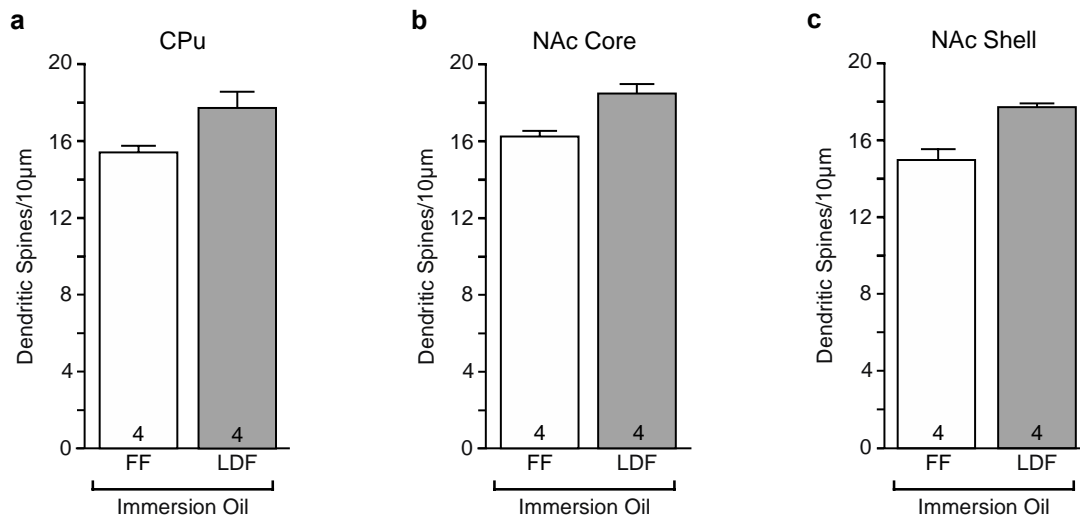 a
CPu
Dendritic Spines/10µm
20
16
12
8
4
0
4
4
FF
LDF
Immersion Oil
b
NAc Core
Dendritic Spines/10µm
20
16
12
8
4
0
4
4
FF
LDF
Immersion Oil
c
NAc Shell
Dendritic Spines/10µm
20
16
12
8
4
0
4
4
FF
LDF
Immersion Oil